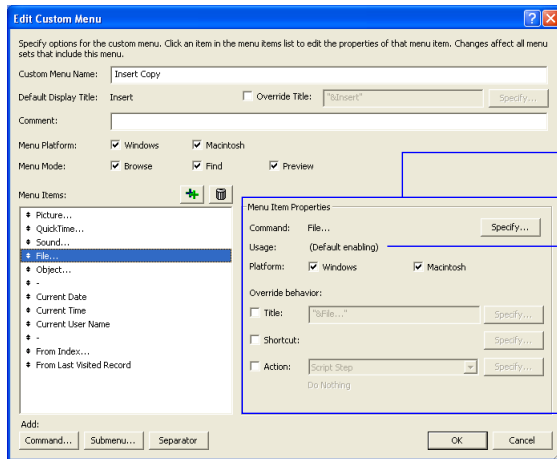 Edit Custom Menu
Specify options for the custom menu. Click an item in the menu items list to edit the properties of that menu item. Changes affect all menu
sets that include this menu.
Custom Menu Name: Insert Copy
Default Display Title: Insert Override Title: "&Insert" Specify...
Comment:
Menu Platform: Windows Macintosh
Menu Mode: Browse Find Preview
Menu Items:
Picture...
QuickTime...
Sound...
File...
Object...
-
Current Date
Current Time
Current User Name
-
From Index...
From Last Visited Record
Menu Item Properties
Command: File... Specify...
Usage: (Default enabling)
Platform: Windows Macintosh
Override behavior:
Title: "&File..." Specify...
Shortcut: Specify...
Action: Script Step Specify...
Do Nothing
Add:
Command... Submenu... Separator OK Cancel